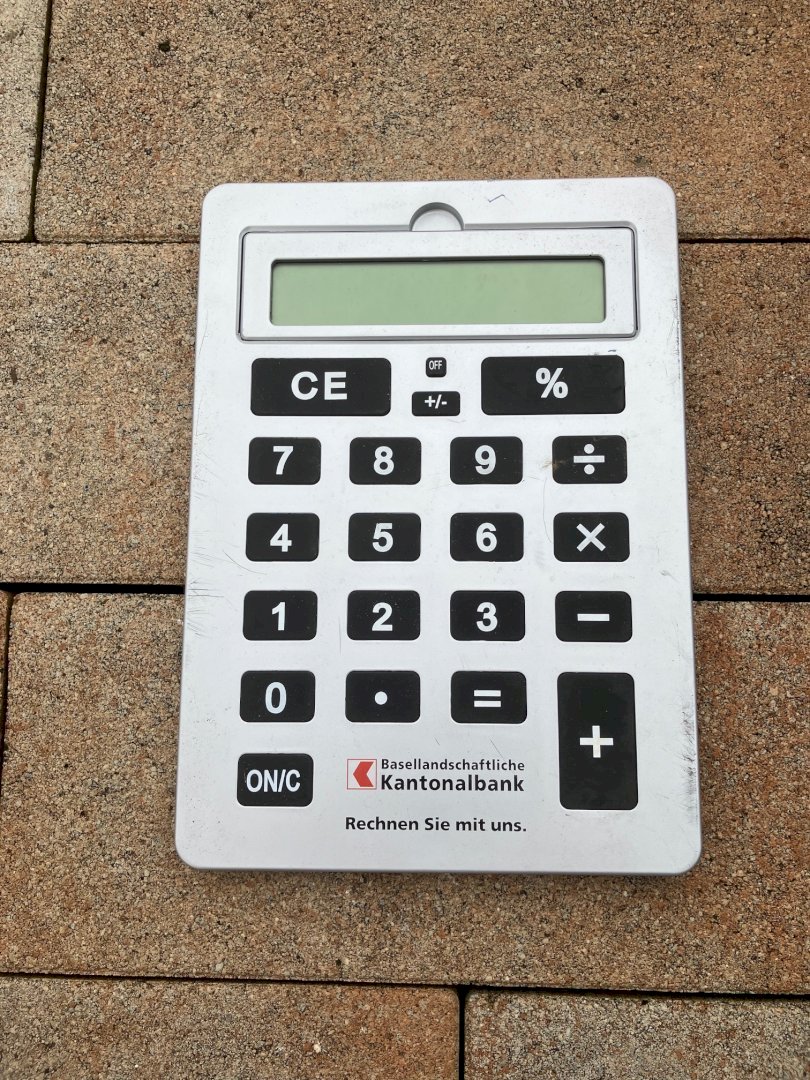 OFF
CE +/- %
7 8 9 ÷
4 5 6 ×
1 2 3 −
0 . =
+
ON/C
Basellandschaftliche
Kantonalbank
Rechnen Sie mit uns.